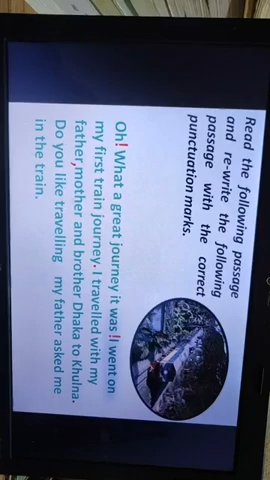 Read the following passage
and re-write the following
passage with the correct
punctuation marks.
Oh! What a great journey it was !I went on
my first train journey. I travelled with my
father,mother and brother Dhaka to Khulna.
Do you like travelling my father asked me
in the train.